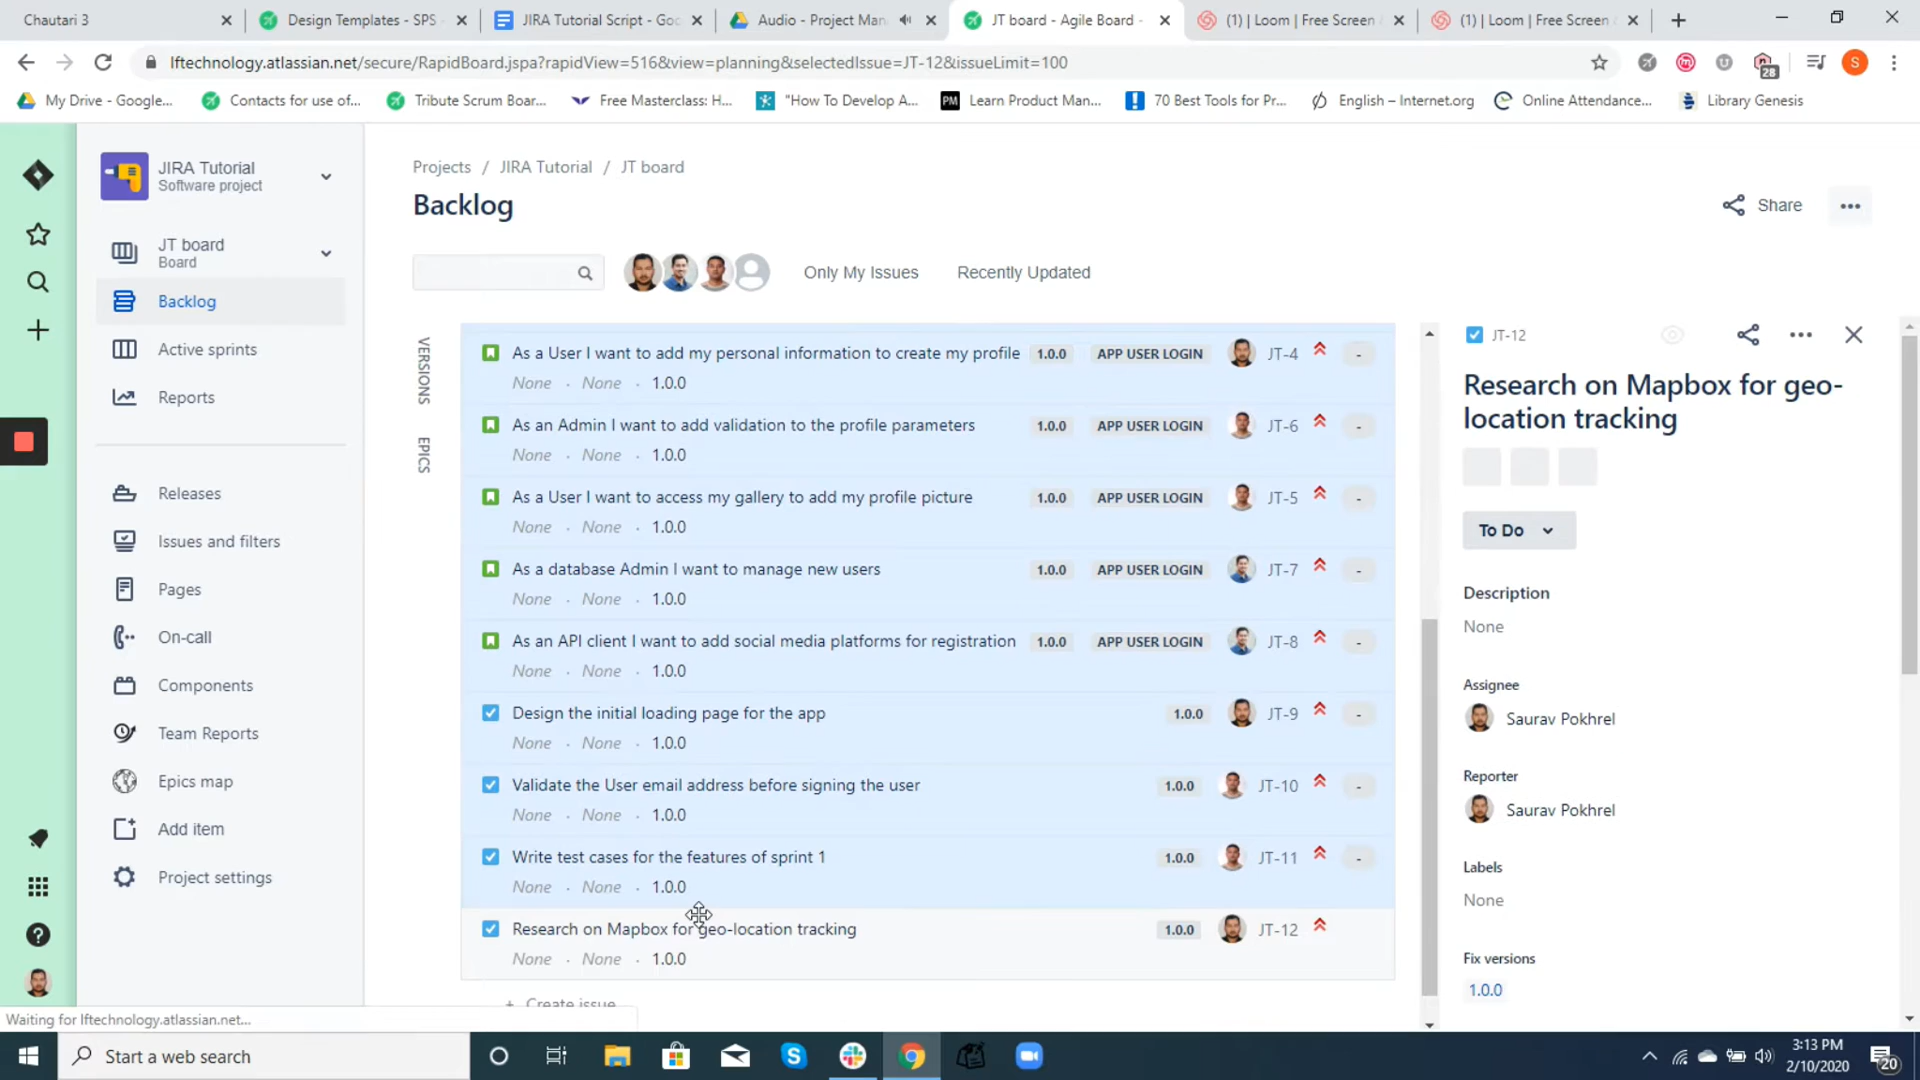 Chautari 3
Design Templates - SPS -
JIRA Tutorial Script - Goo
Audio - Project Man
JT board - Agile Board -
(1) | Loom | Free Screen
(1) | Loom | Free Screen
lftechnology.atlassian.net/secure/RapidBoard.jspa?rapidView=516&view=planning&selectedIssue=JT-12&issueLimit=100
28
S
My Drive - Google...
Contacts for use of...
Tribute Scrum Boar...
Free Masterclass: H...
"How To Develop A...
PM
Learn Product Man...
70 Best Tools for Pr...
English – Internet.org
Online Attendance...
Library Genesis
JIRA Tutorial
Software project
JT board
Board
Backlog
Active sprints
Reports
Releases
Issues and filters
Pages
On-call
Components
Team Reports
Epics map
Add item
Project settings
Projects / JIRA Tutorial / JT board
Backlog
Share
Only My Issues
Recently Updated
VERSIONS
EPICS
As a User I want to add my personal information to create my profile 1.0.0 APP USER LOGIN JT-4 -
None · None · 1.0.0
As an Admin I want to add validation to the profile parameters 1.0.0 APP USER LOGIN JT-6 -
None · None · 1.0.0
As a User I want to access my gallery to add my profile picture 1.0.0 APP USER LOGIN JT-5 -
None · None · 1.0.0
As a database Admin I want to manage new users 1.0.0 APP USER LOGIN JT-7 -
None · None · 1.0.0
As an API client I want to add social media platforms for registration 1.0.0 APP USER LOGIN JT-8 -
None · None · 1.0.0
Design the initial loading page for the app 1.0.0 JT-9 -
None · None · 1.0.0
Validate the User email address before signing the user 1.0.0 JT-10 -
None · None · 1.0.0
Write test cases for the features of sprint 1 1.0.0 JT-11 -
None · None · 1.0.0
Research on Mapbox for geo-location tracking 1.0.0 JT-12
None · None · 1.0.0
+ Create issue
JT-12
Research on Mapbox for geo-
location tracking
To Do
Description
None
Assignee
Saurav Pokhrel
Reporter
Saurav Pokhrel
Labels
None
Fix versions
1.0.0
Waiting for lftechnology.atlassian.net...
Start a web search
3:13 PM
2/10/2020
20